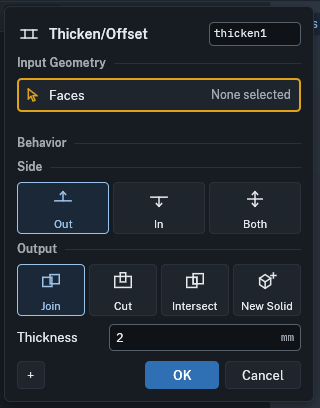 Thicken/Offset thicken1
Input Geometry
Faces None selected
Behavior
Side
Out In Both
Output
Join Cut Intersect New Solid
Thickness 2 mm
+ OK Cancel